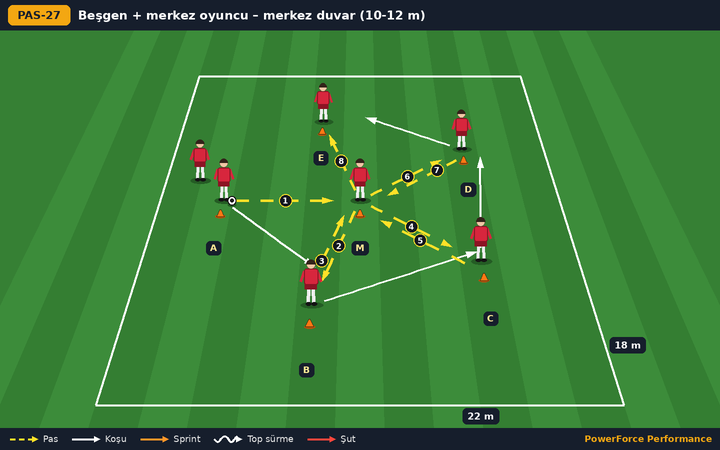 PAS-27 Beşgen + merkez oyuncu – merkez duvar (10-12 m)
E
8
6
7
D
1
A
2
M
3
4
5
C
B
18 m
22 m
Pas Koşu Sprint Top sürme Şut PowerForce Performance